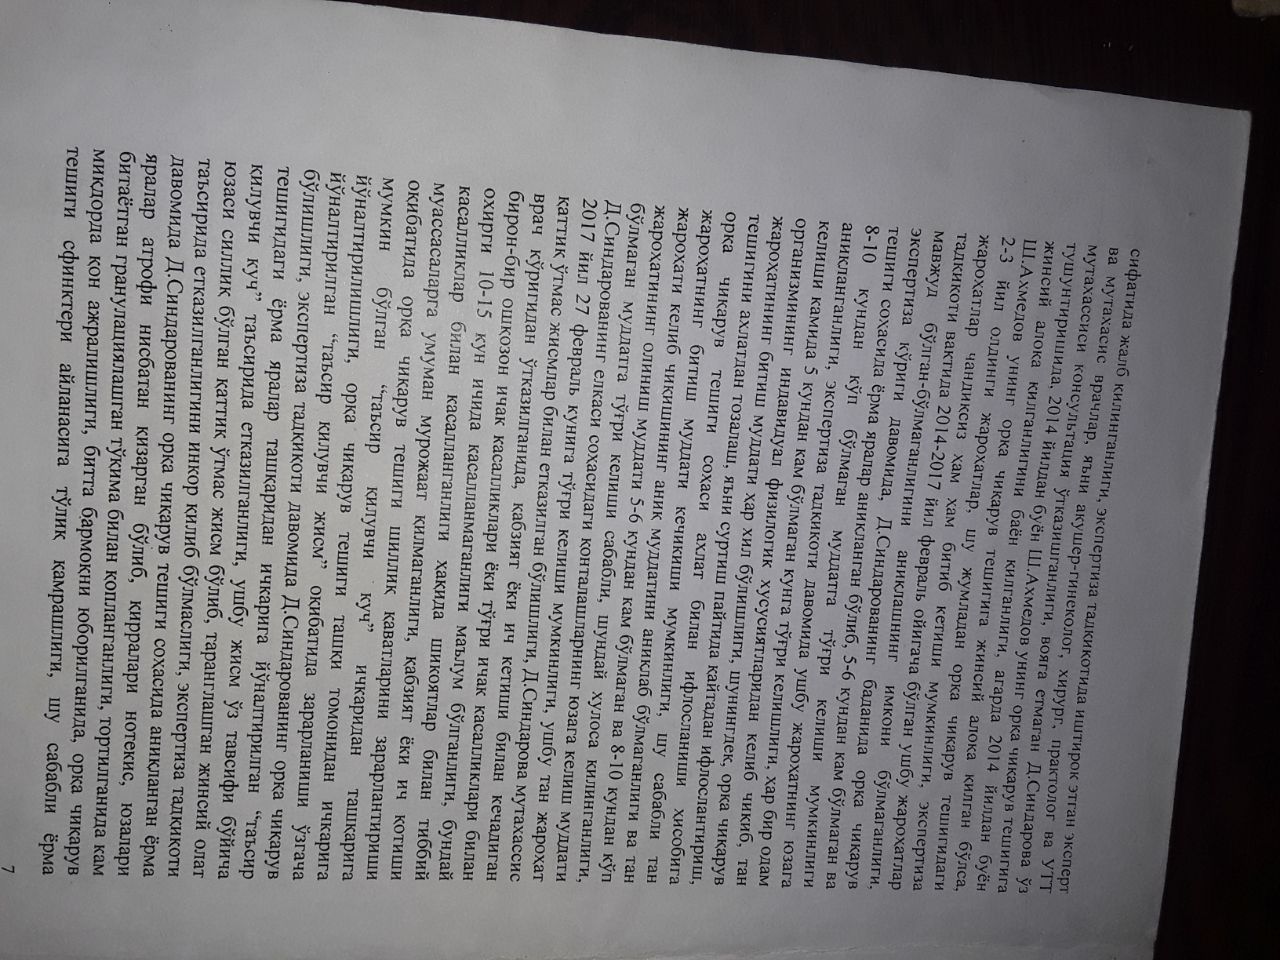 сифатида жалб қилинганлиги, экспертиза тадқиқотида иштирок этган эксперт
ва мутахасис врачлар, яъни акушер-гинеколог, хирург, практолог ва УТТ
мутахассиси консультация ўтказишганлиги, вояга етмаган Д.Синдарова ўз
тушунтиришида, 2014 йилдан буён Ш.Ахмедов унинг орқа чиқарув тешигига
жинсий алоқа қилганлигини баён қилганлиги, агарда 2014 йилдан буён
Ш.Ахмедов унинг орқа чиқарув тешигига жинсий алоқа қилган бўлса,
2-3 йил олдинги жароҳатлар, шу жумладан орқа чиқарув тешигидаги
жароҳатлар чандиқсиз ҳам ҳам битиб кетиши мумкинлиги, экспертиза
тадқиқоти вақтида 2014-2017 йил февраль ойигача бўлган ушбу жароҳатлар
мавжуд бўлган-бўлмаганлигини аниқлашнинг имкони бўлмаганлиги,
экспертиза кўриги давомида, Д.Синдарованинг баданида орқа чиқарув
тешиги соҳасида ёрма яралар аниқланган бўлиб, 5-6 кундан кам бўлмаган ва
8-10 кундан кўп бўлмаган муддатга тўғри келиши мумкинлиги
аниқланганлиги, экспертиза тадқиқоти давомида ушбу жароҳатнинг юзага
келиши камида 5 кундан кам бўлмаган кунга тўғри келишлиги, ҳар бир одам
организмининг индавидуал физилогик хусусиятларидан келиб чиқиб, тан
жароҳатининг битиш муддати ҳар хил бўлишлиги, шунингдек, орқа чиқарув
тешигини ахлатдан тозалаш, яъни суртиш пайтида қайтадан ифлослантириш,
орқа чиқарув тешиги соҳаси ахлат билан ифлосланиши ҳисобига
жароҳатнинг битиш муддати кечикиши мумкинлиги, шу сабабли тан
жароҳати келиб чиқишининг аниқ муддатини аниқлаб бўлмаганлиги ва тан
жароҳатининг олиниш муддати 5-6 кундан кам бўлмаган ва 8-10 кундан кўп
бўлмаган муддатга тўғри келиши сабабли, шундай хулоса қилинганлиги,
Д.Синдарованинг елкаси соҳасидаги қонталашларнинг юзага келиш муддати
2017 йил 27 февраль кунига тўғри келиши мумкинлиги, ушбу тан жароҳат
қаттиқ ўтмас жисмлар билан етказилган бўлишлиги, Д.Синдарова мутахассис
врач кўригидан ўтказилганида, қабзият ёки ич кетиши билан кечадиган
бирон-бир ошқозон ичак касалликлари ёки тўғри ичак касалликлари билан
охирги 10-15 кун ичида касалланмаганлиги маълум бўлганлиги, бундай
касалликлар билан касалланганлиги ҳақида шикоятлар билан тиббий
муассасаларга умуман мурожаат қилмаганлиги, қабзият ёки ич қотиши
оқибатида орқа чиқарув тешиги шиллиқ қаватларини зарарлантириши
мумкин бўлган “таъсир қилувчи куч” ичкаридан ташқарига
йўналтирилишлиги, орқа чиқарув тешиги ташқи томонидан ичкарига
йўналтирилган “таъсир қилувчи жисм” оқибатида зарарланиши ўзгача
бўлишлиги, экспертиза тадқиқоти давомида Д.Синдарованинг орқа чиқарув
тешигидаги ёрма яралар ташқаридан ичкарига йўналтирилган “таъсир
қилувчи куч” таъсирида етказилганлиги, ушбу жисм ўз тавсифи бўйича
юзаси силлиқ бўлган қаттиқ ўтмас жисм бўлиб, таранглашган жинсий олат
таъсирида етказилганлигини инкор қилиб бўлмаслиги, экспертиза тадқиқоти
давомида Д.Синдарованинг орқа чиқарув тешиги соҳасида аниқланган ёрма
яралар атрофи нисбатан қизарган бўлиб, қирралари нотекис, юзалари
битаётган грануляциялашган тўқима билан қопланганлиги, тортилганида кам
миқдорда қон ажралишлиги, битта бармоқни юборилганида, орқа чиқарув
тешиги сфинктери айланасига тўлиқ қамрашлиги, шу сабабли ёрма
7